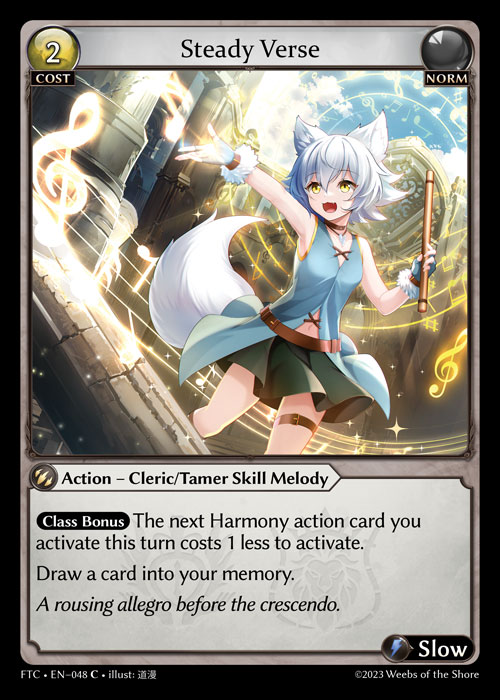 2
Steady Verse
COST
NORM
Action – Cleric/Tamer Skill Melody
Class Bonus The next Harmony action card you
activate this turn costs 1 less to activate.
Draw a card into your memory.
A rousing allegro before the crescendo.
Slow
FTC • EN–048 C • illust: 道漫
©2023 Weebs of the Shore